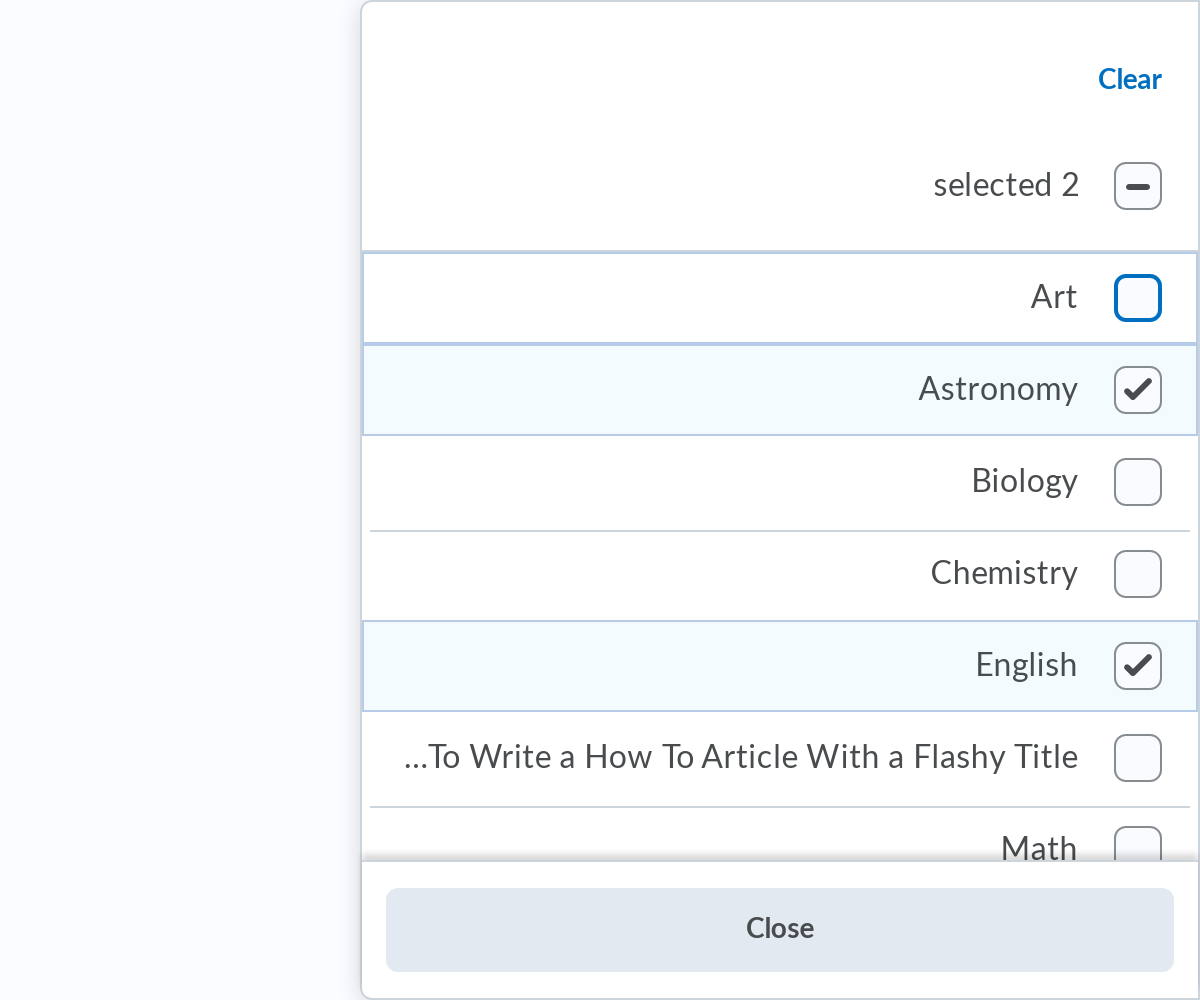 Clear
selected 2
Art
Astronomy
Biology
Chemistry
English
...To Write a How To Article With a Flashy Title
Math
Close